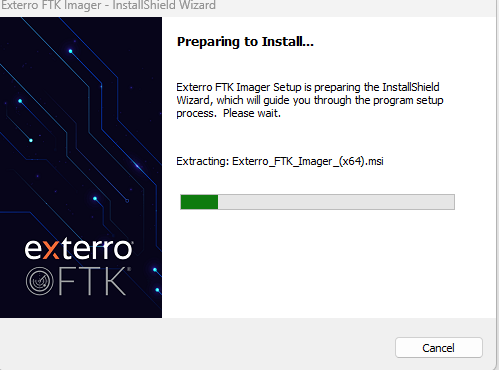 Exterro FTK Imager - InstallShield Wizard
Preparing to Install...
Exterro FTK Imager Setup is preparing the InstallShield
Wizard, which will guide you through the program setup
process.  Please wait.
Extracting: Exterro_FTK_Imager_(x64).msi
exterro
FTK®
Cancel